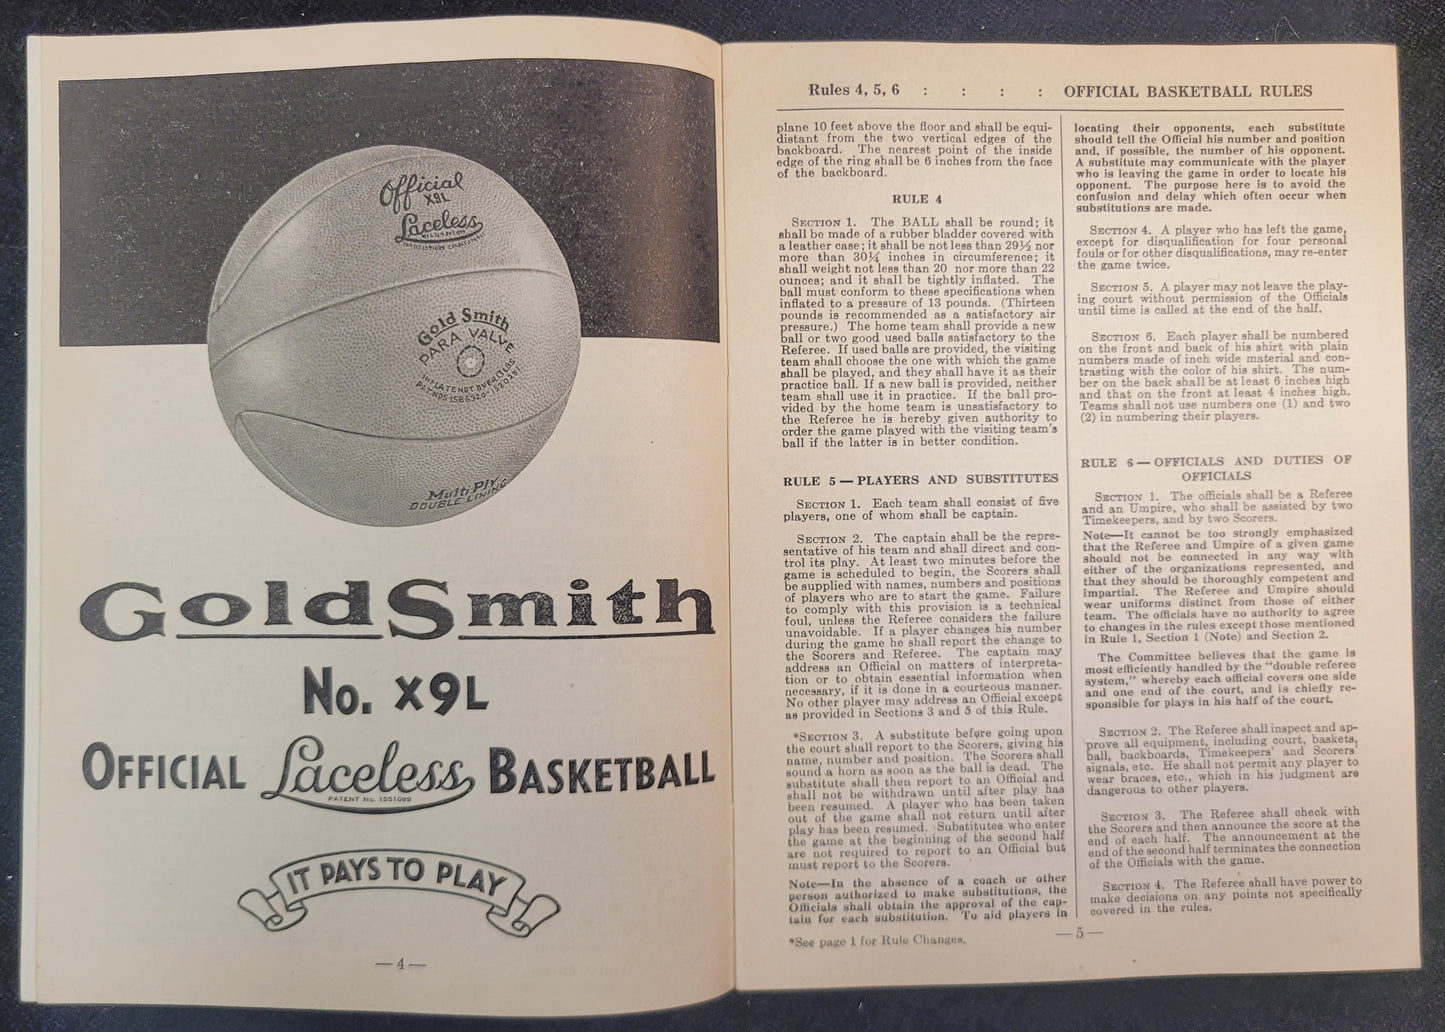 Official
X9L
Laceless
Gold Smith
PARA VALVE
INFLATE NOT OVER 13 LBS.
Multi Ply
DOUBLE LINING
GoldSmith
No. X9L
OFFICIAL Laceless BASKETBALL
PATENT No. 1551099
IT PAYS TO PLAY
—4—
Rules 4, 5, 6 : : : : OFFICIAL BASKETBALL RULES
plane 10 feet above the floor and shall be equi-
distant from the two vertical edges of the
backboard. The nearest point of the inside
edge of the ring shall be 6 inches from the face
of the backboard.
RULE 4
SECTION 1. The BALL shall be round; it
shall be made of a rubber bladder covered with
a leather case; it shall be not less than 29½ nor
more than 30¼ inches in circumference; it
shall weight not less than 20 nor more than 22
ounces; and it shall be tightly inflated. The
ball must conform to these specifications when
inflated to a pressure of 13 pounds. (Thirteen
pounds is recommended as a satisfactory air
pressure.) The home team shall provide a new
ball or two good used balls satisfactory to the
Referee. If used balls are provided, the visiting
team shall choose the one with which the game
shall be played, and they shall have it as their
practice ball. If a new ball is provided, neither
team shall use it in practice. If the ball pro-
vided by the home team is unsatisfactory to
the Referee he is hereby given authority to
order the game played with the visiting team's
ball if the latter is in better condition.
RULE 5—PLAYERS AND SUBSTITUTES
SECTION 1. Each team shall consist of five
players, one of whom shall be captain.
SECTION 2. The captain shall be the repre-
sentative of his team and shall direct and con-
trol its play. At least two minutes before the
game is scheduled to begin, the Scorers shall
be supplied with names, numbers and positions
of players who are to start the game. Failure
to comply with this provision is a technical
foul, unless the Referee considers the failure
unavoidable. If a player changes his number
during the game he shall report the change to
the Scorers and Referee. The captain may
address an Official on matters of interpreta-
tion or to obtain essential information when
necessary, if it is done in a courteous manner.
No other player may address an Official except
as provided in Sections 3 and 5 of this Rule.
*SECTION 3. A substitute before going upon
the court shall report to the Scorers, giving his
name, number and position. The Scorers shall
sound a horn as soon as the ball is dead. The
substitute shall then report to an Official and
shall not be withdrawn until after play has
been resumed. A player who has been taken
out of the game shall not return until after
play has been resumed. Substitutes who enter
the game at the beginning of the second half
are not required to report to an Official but
must report to the Scorers.
Note—In the absence of a coach or other
person authorized to make substitutions, the
Officials shall obtain the approval of the cap-
tain for each substitution. To aid players in
*See page 1 for Rule Changes.
locating their opponents, each substitute
should tell the Official his number and position
and, if possible, the number of his opponent.
A substitute may communicate with the player
who is leaving the game in order to locate his
opponent. The purpose here is to avoid the
confusion and delay which often occur when
substitutions are made.
SECTION 4. A player who has left the game,
except for disqualification for four personal
fouls or for other disqualifications, may re-enter
the game twice.
SECTION 5. A player may not leave the play-
ing court without permission of the Officials
until time is called at the end of the half.
SECTION 6. Each player shall be numbered
on the front and back of his shirt with plain
numbers made of inch wide material and con-
trasting with the color of his shirt. The num-
ber on the back shall be at least 6 inches high
and that on the front at least 4 inches high.
Teams shall not use numbers one (1) and two
(2) in numbering their players.
RULE 6—OFFICIALS AND DUTIES OF
OFFICIALS
SECTION 1. The officials shall be a Referee
and an Umpire, who shall be assisted by two
Timekeepers, and by two Scorers.
Note—It cannot be too strongly emphasized
that the Referee and Umpire of a given game
should not be connected in any way with
either of the organizations represented, and
that they should be thoroughly competent and
impartial. The Referee and Umpire should
wear uniforms distinct from those of either
team. The officials have no authority to agree
to changes in the rules except those mentioned
in Rule 1, Section 1 (Note) and Section 2.
The Committee believes that the game is
most efficiently handled by the "double referee
system," whereby each official covers one side
and one end of the court, and is chiefly re-
sponsible for plays in his half of the court.
SECTION 2. The Referee shall inspect and ap-
prove all equipment, including court, baskets,
ball, backboards, Timekeepers' and Scorers'
signals, etc. He shall not permit any player to
wear braces, etc., which in his judgment are
dangerous to other players.
SECTION 3. The Referee shall check with
the Scorers and then announce the score at the
end of each half. The announcement at the
end of the second half terminates the connection
of the Officials with the game.
SECTION 4. The Referee shall have power to
make decisions on any points not specifically
covered in the rules.
—5—